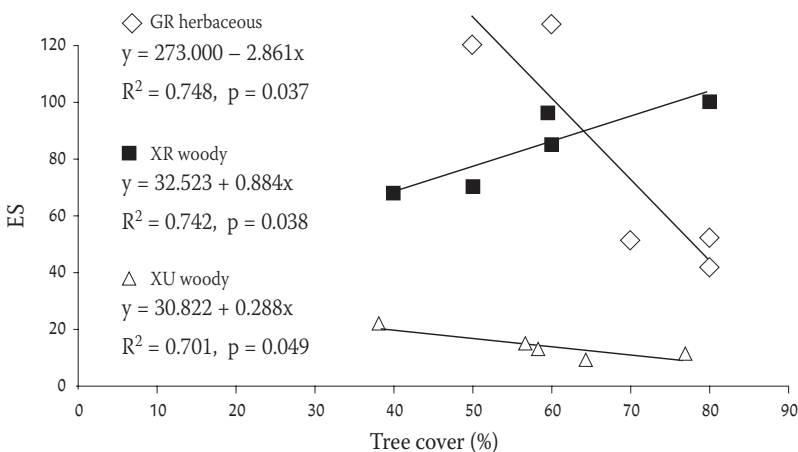 GR herbaceous
y = 273.000 – 2.861x
R² = 0.748, p = 0.037
XR woody
y = 32.523 + 0.884x
R² = 0.742, p = 0.038
XU woody
y = 30.822 + 0.288x
R² = 0.701, p = 0.049
ES
120
100
80
60
40
20
0
0 10 20 30 40 50 60 70 80 90
Tree cover (%)